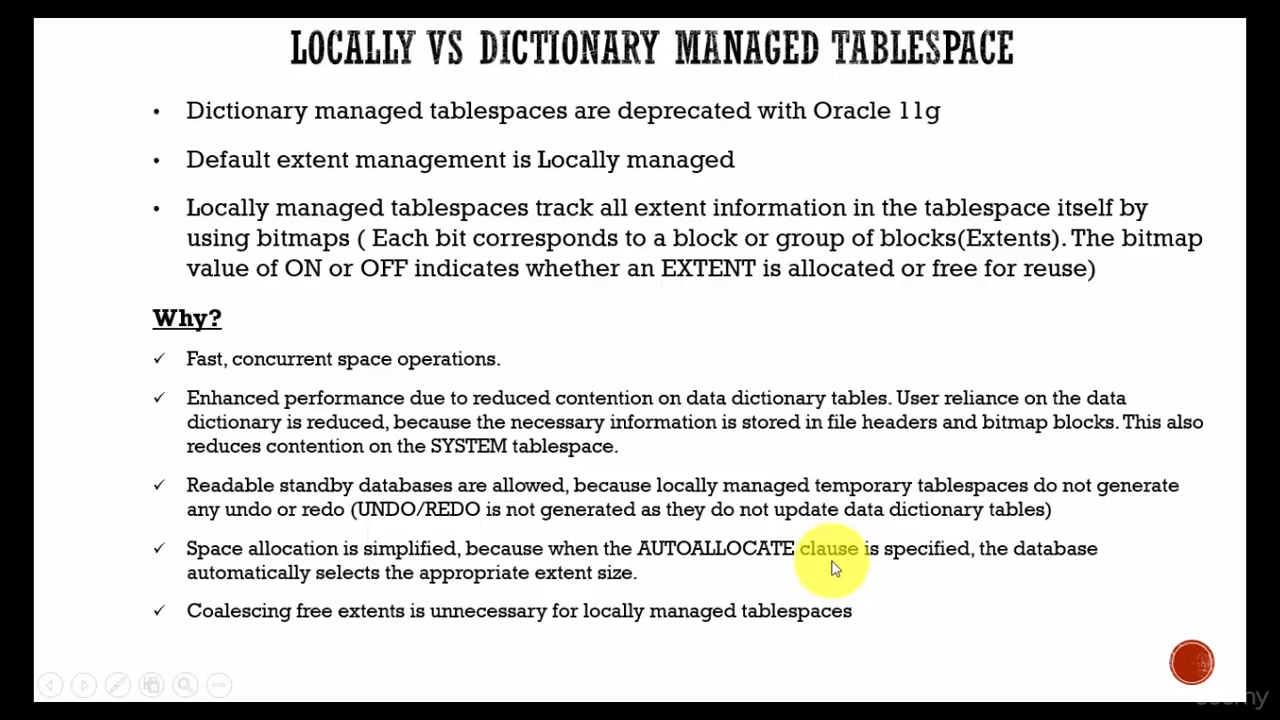 LOCALLY VS DICTIONARY MANAGED TABLESPACE
• Dictionary managed tablespaces are deprecated with Oracle 11g
• Default extent management is Locally managed
• Locally managed tablespaces track all extent information in the tablespace itself by
using bitmaps ( Each bit corresponds to a block or group of blocks(Extents). The bitmap
value of ON or OFF indicates whether an EXTENT is allocated or free for reuse)
Why?
✓ Fast, concurrent space operations.
✓ Enhanced performance due to reduced contention on data dictionary tables. User reliance on the data
dictionary is reduced, because the necessary information is stored in file headers and bitmap blocks. This also
reduces contention on the SYSTEM tablespace.
✓ Readable standby databases are allowed, because locally managed temporary tablespaces do not generate
any undo or redo (UNDO/REDO is not generated as they do not update data dictionary tables)
✓ Space allocation is simplified, because when the AUTOALLOCATE clause is specified, the database
automatically selects the appropriate extent size.
✓ Coalescing free extents is unnecessary for locally managed tablespaces